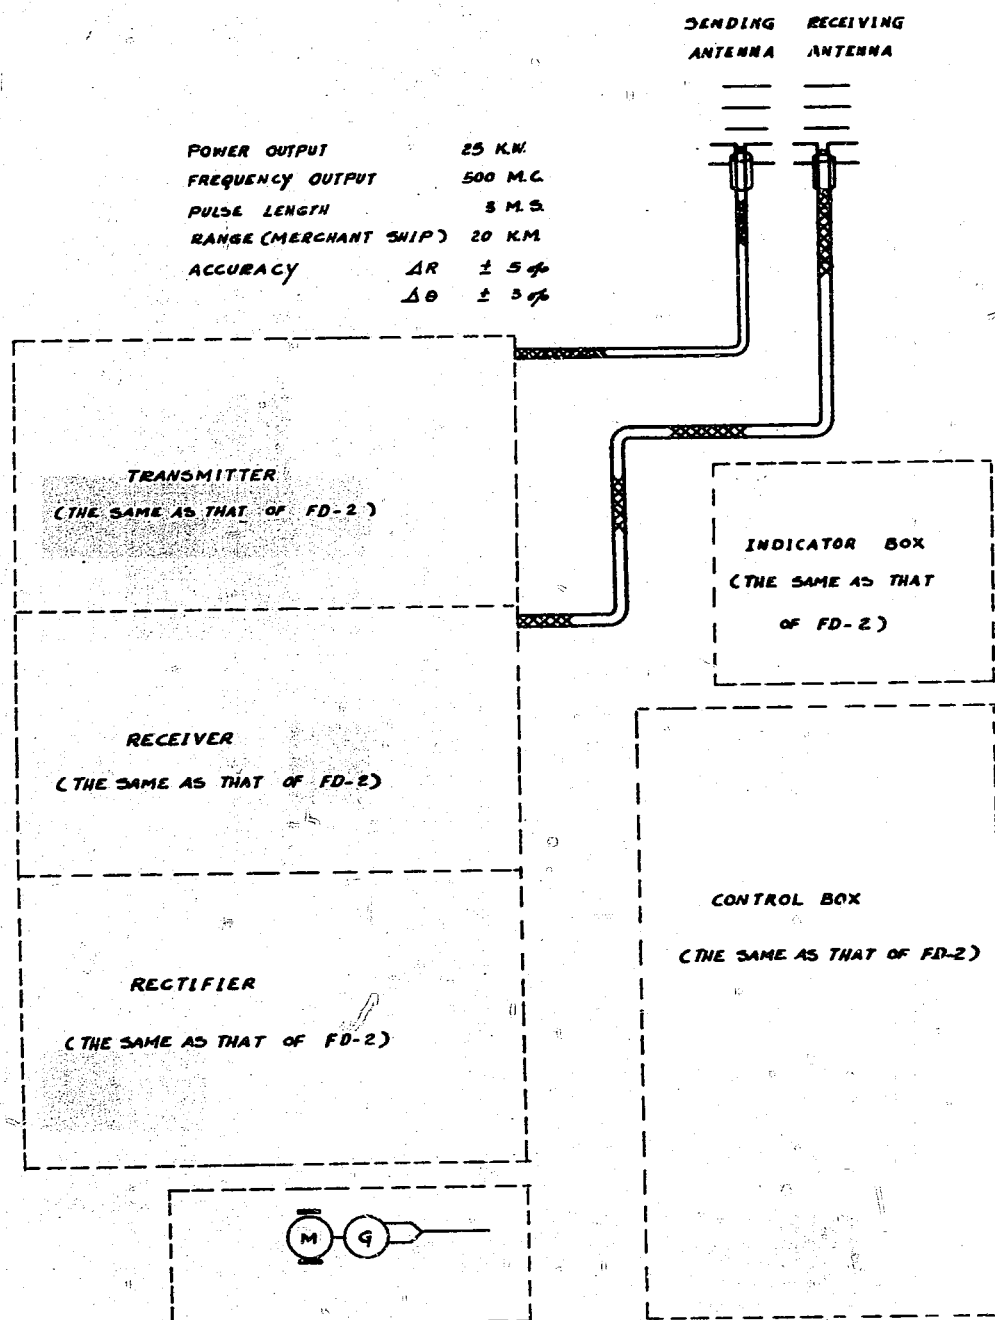 SENDING RECEIVING
ANTENNA ANTENNA
POWER OUTPUT 25 K.W.
FREQUENCY OUTPUT 500 M.C.
PULSE LENGTH 3 M.S.
RANGE (MERCHANT SHIP) 20 K.M.
ACCURACY ΔR ± 5 %
Δθ ± 3 %
TRANSMITTER
(THE SAME AS THAT OF FD-2)
INDICATOR BOX
(THE SAME AS THAT
OF FD-2)
RECEIVER
(THE SAME AS THAT OF FD-2)
CONTROL BOX
(THE SAME AS THAT OF FD-2)
RECTIFIER
(THE SAME AS THAT OF FD-2)
M G